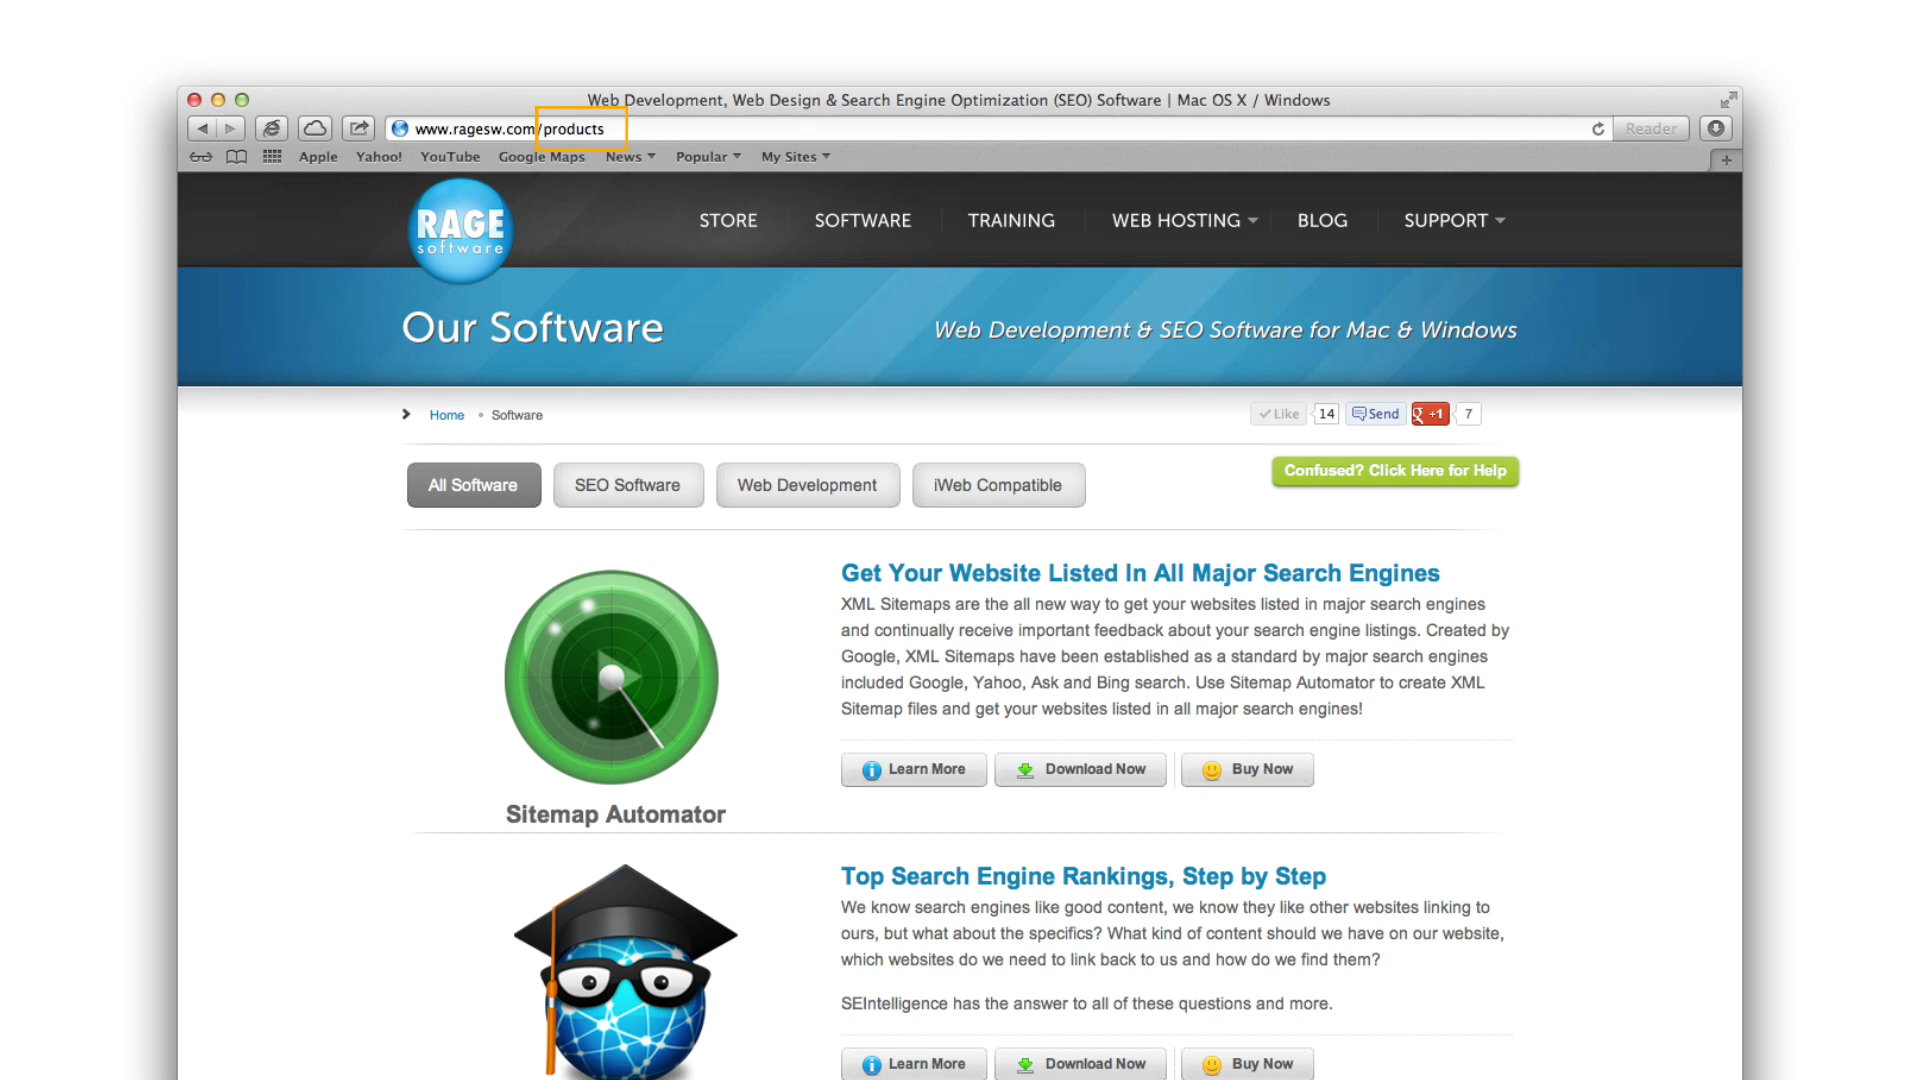 Web Development, Web Design & Search Engine Optimization (SEO) Software | Mac OS X / Windows
www.ragesw.com/products
Reader
Apple Yahoo! YouTube Google Maps News Popular My Sites
RAGE
software
STORE SOFTWARE TRAINING WEB HOSTING BLOG SUPPORT
Our Software
Web Development & SEO Software for Mac & Windows
Home • Software
Like 14 Send +1 7
All Software SEO Software Web Development iWeb Compatible
Confused? Click Here for Help
Get Your Website Listed In All Major Search Engines
XML Sitemaps are the all new way to get your websites listed in major search engines
and continually receive important feedback about your search engine listings. Created by
Google, XML Sitemaps have been established as a standard by major search engines
included Google, Yahoo, Ask and Bing search. Use Sitemap Automator to create XML
Sitemap files and get your websites listed in all major search engines!
Learn More Download Now Buy Now
Sitemap Automator
Top Search Engine Rankings, Step by Step
We know search engines like good content, we know they like other websites linking to
ours, but what about the specifics? What kind of content should we have on our website,
which websites do we need to link back to us and how do we find them?
SEIntelligence has the answer to all of these questions and more.
Learn More Download Now Buy Now